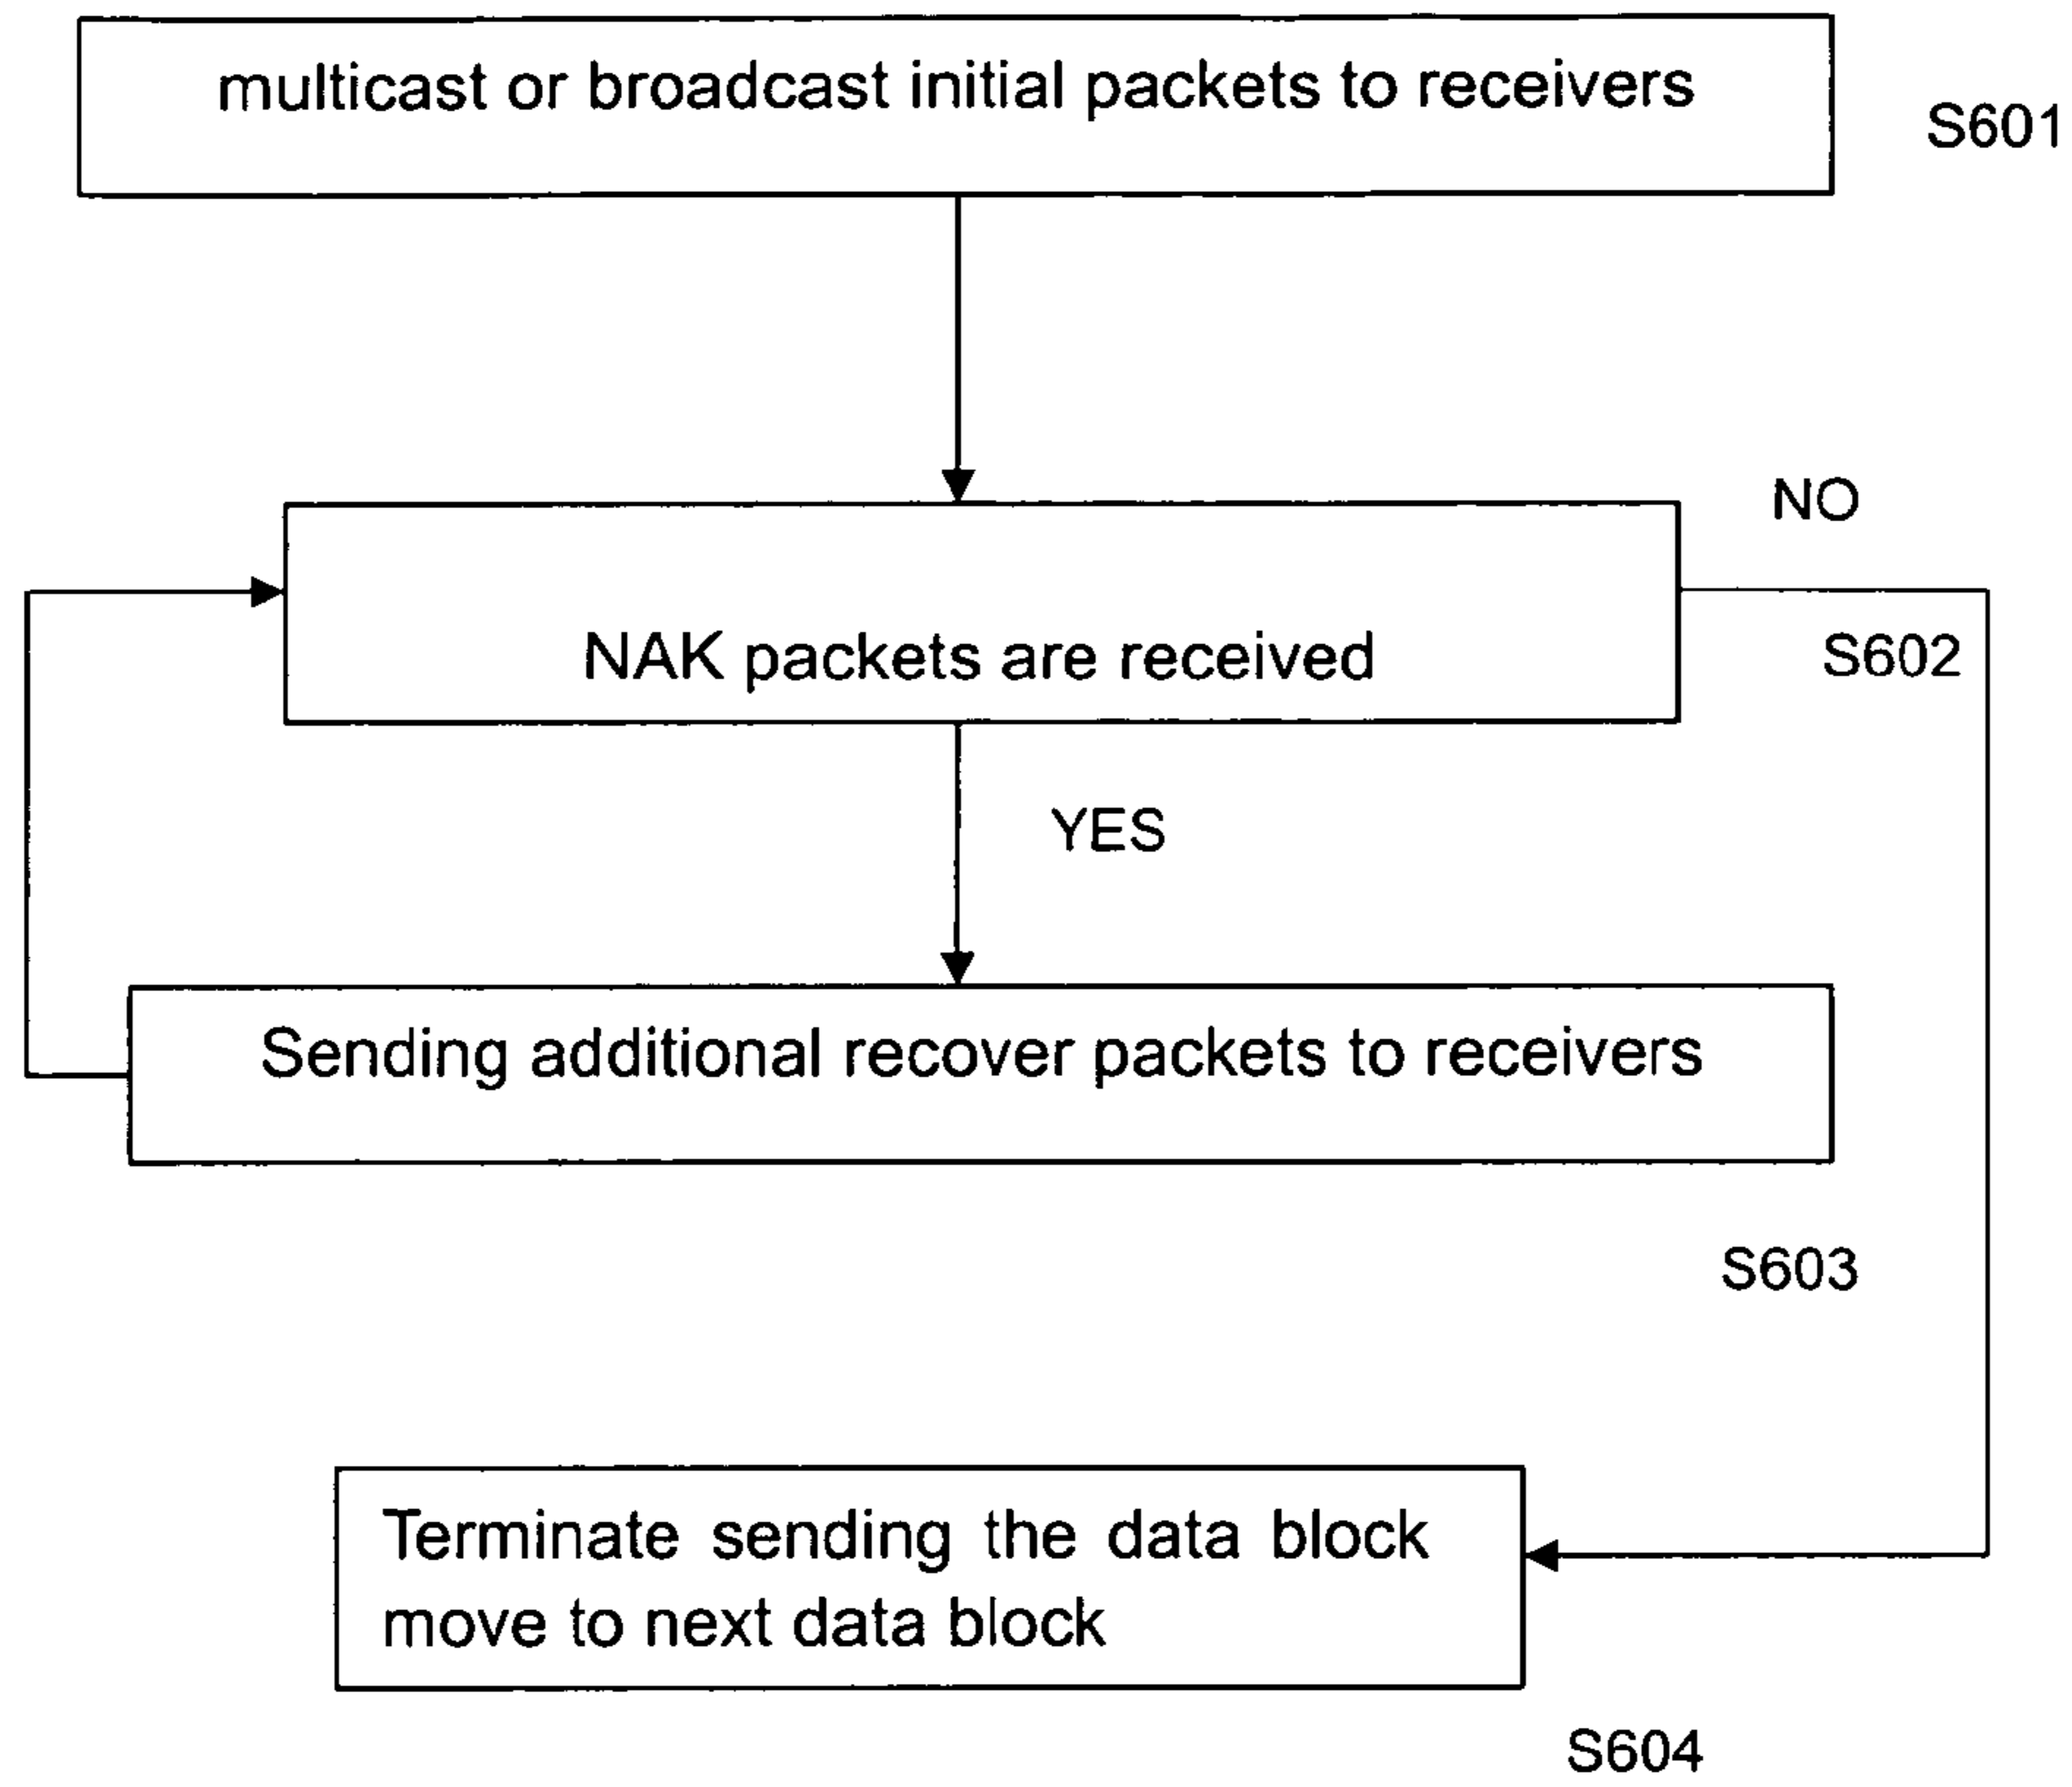 multicast or broadcast initial packets to receivers
S601
NO
NAK packets are received
S602
YES
Sending additional recover packets to receivers
S603
Terminate sending the data block
move to next data block
S604